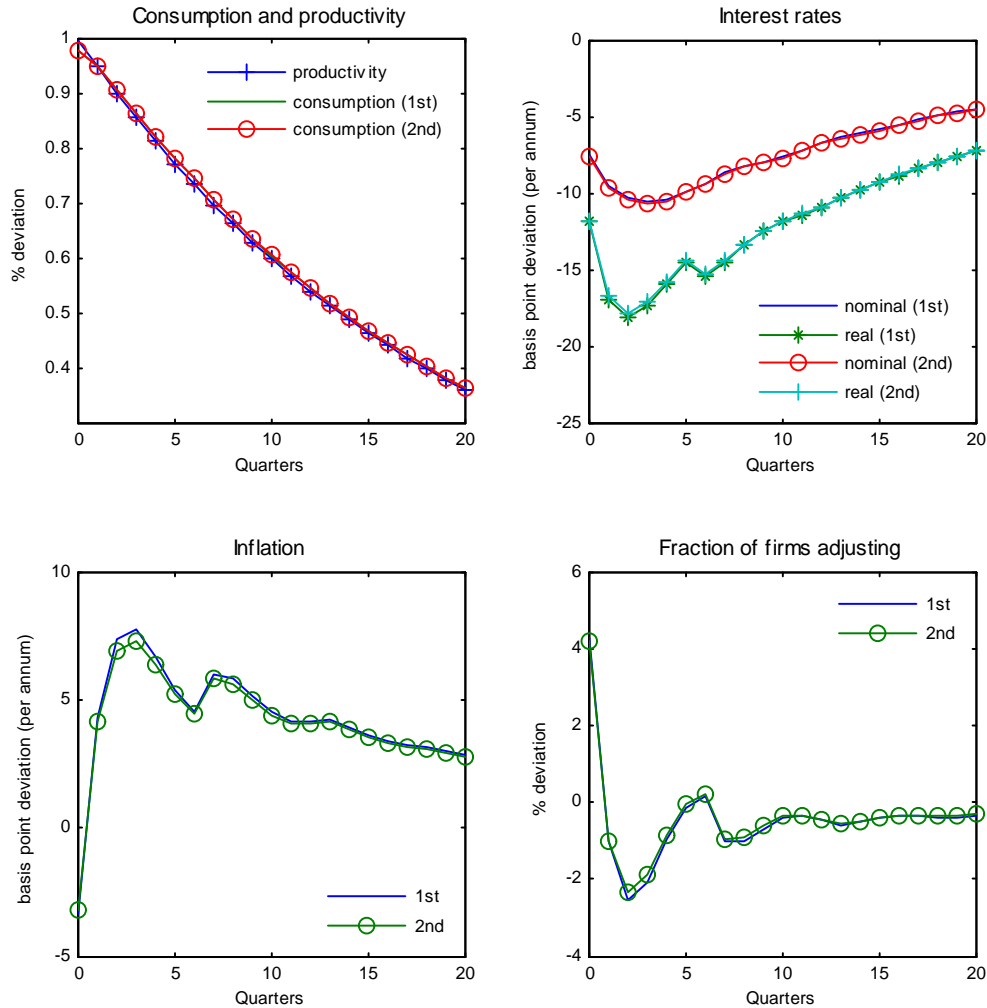 Consumption and productivity
% deviation
1
0.9
0.8
0.7
0.6
0.5
0.4
productivity
consumption (1st)
consumption (2nd)
0 5 10 15 20
Quarters
Interest rates
basis point deviation (per annum)
0
-5
-10
-15
-20
-25
nominal (1st)
real (1st)
nominal (2nd)
real (2nd)
0 5 10 15 20
Quarters
Inflation
basis point deviation (per annum)
10
5
0
-5
1st
2nd
0 5 10 15 20
Quarters
Fraction of firms adjusting
% deviation
6
4
2
0
-2
-4
1st
2nd
0 5 10 15 20
Quarters